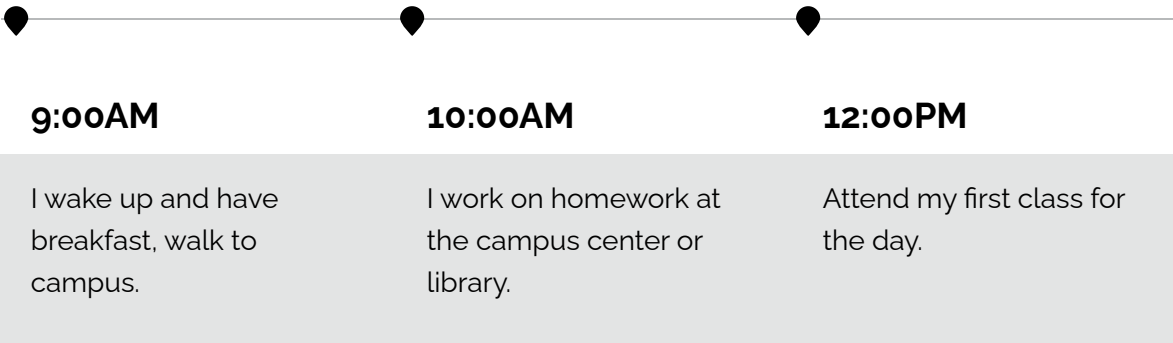 9:00AM
I wake up and have
breakfast, walk to
campus.
10:00AM
I work on homework at
the campus center or
library.
12:00PM
Attend my first class for
the day.